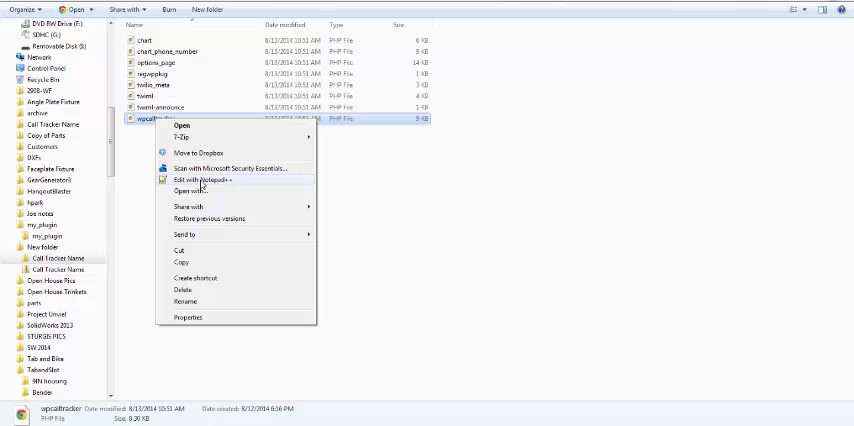 Organize Open Share with Burn New folder
Name Date modified Type Size
DVD RW Drive (F:)
SDHC (G:)
Removable Disk (I:)
Network
Control Panel
Recycle Bin
2908-WF
Angle Plate Fixture
archive
Call Tracker Name
Copy of Parts
Customers
DXFs
Faceplate Fixture
GearGenerator3
HangoutBlaster
hpark
Joe notes
my_plugin
my_plugin
New folder
Call Tracker Name
Call Tracker Name
Open House Pics
Open House Trinkets
parts
Project Unviel
SolidWorks 2013
STURGIS PICS
SW 2014
Tab and Bike
TabandSlot
9IN housing
Bender
chart 8/13/2014 10:51 AM PHP File 6 KB
chart_phone_number 8/13/2014 10:51 AM PHP File 9 KB
options_page 8/13/2014 10:51 AM PHP File 14 KB
regwpplug 8/13/2014 10:51 AM PHP File 1 KB
twilio_meta 8/13/2014 10:51 AM PHP File 3 KB
twiml 8/13/2014 10:51 AM PHP File 4 KB
twiml-announce 8/13/2014 10:51 AM PHP File 1 KB
wpcalltracker 8/13/2014 10:51 AM PHP File 9 KB
Open
7-Zip
Move to Dropbox
Scan with Microsoft Security Essentials...
Edit with Notepad++
Open with...
Share with
Restore previous versions
Send to
Cut
Copy
Create shortcut
Delete
Rename
Properties
wpcalltracker Date modified: 8/13/2014 10:51 AM Date created: 8/12/2014 6:16 PM
PHP File Size: 8.30 KB